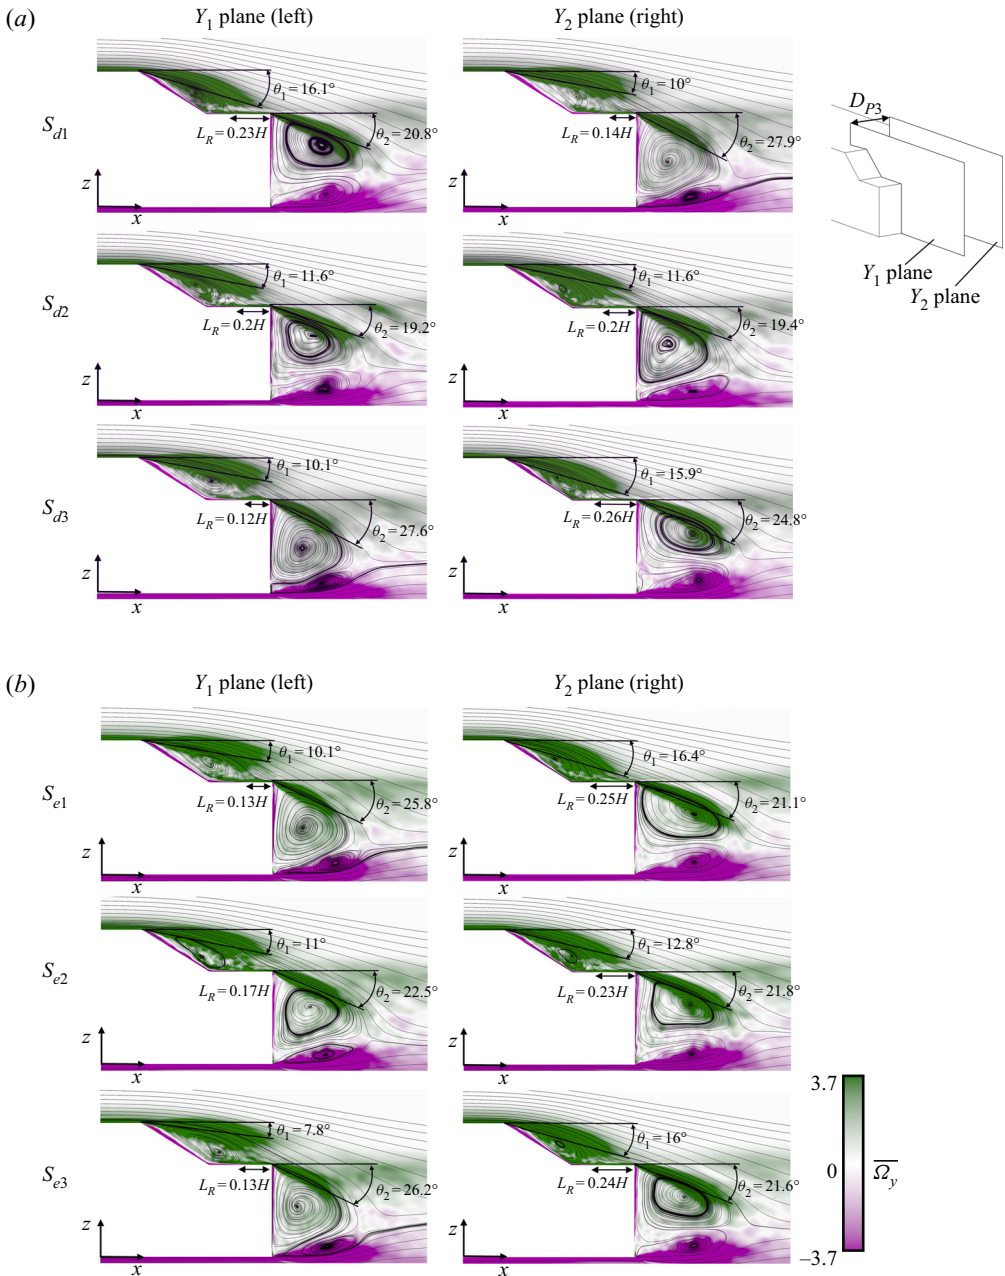 (a)
Y1 plane (left)
Y2 plane (right)
Sd1
θ1 = 16.1°
LR = 0.23H
θ2 = 20.8°
z
x
θ1 = 10°
LR = 0.14H
θ2 = 27.9°
z
x
DP3
Y1 plane
Y2 plane
Sd2
θ1 = 11.6°
LR = 0.2H
θ2 = 19.2°
z
x
θ1 = 11.6°
LR = 0.2H
θ2 = 19.4°
z
x
Sd3
θ1 = 10.1°
LR = 0.12H
θ2 = 27.6°
z
x
θ1 = 15.9°
LR = 0.26H
θ2 = 24.8°
z
x
(b)
Y1 plane (left)
Y2 plane (right)
Se1
θ1 = 10.1°
LR = 0.13H
θ2 = 25.8°
z
x
θ1 = 16.4°
LR = 0.25H
θ2 = 21.1°
z
x
Se2
θ1 = 11°
LR = 0.17H
θ2 = 22.5°
z
x
θ1 = 12.8°
LR = 0.23H
θ2 = 21.8°
z
x
Se3
θ1 = 7.8°
LR = 0.13H
θ2 = 26.2°
z
x
θ1 = 16°
LR = 0.24H
θ2 = 21.6°
z
x
3.7
0
−3.7
Ωy